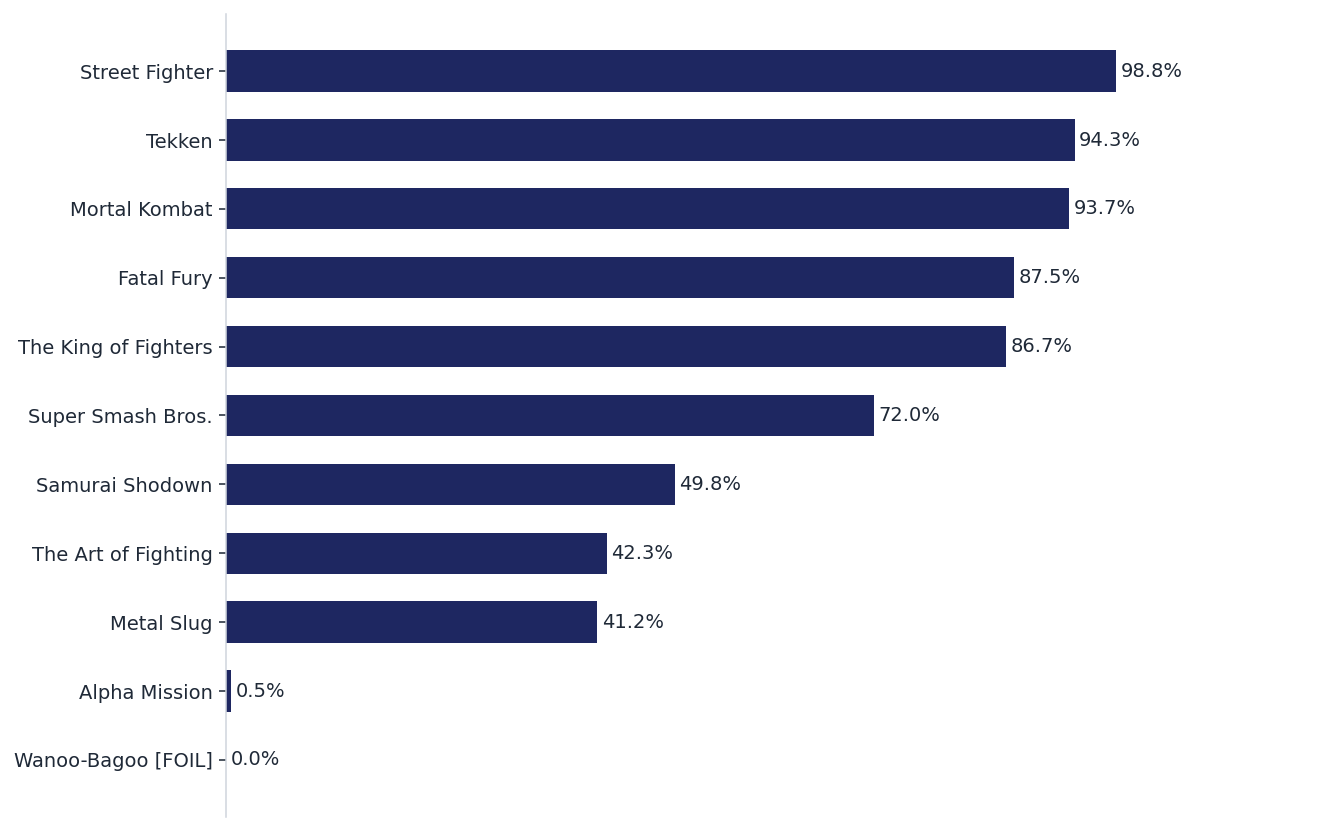 Street Fighter 98.8%
Tekken 94.3%
Mortal Kombat 93.7%
Fatal Fury 87.5%
The King of Fighters 86.7%
Super Smash Bros. 72.0%
Samurai Shodown 49.8%
The Art of Fighting 42.3%
Metal Slug 41.2%
Alpha Mission 0.5%
Wanoo-Bagoo [FOIL] 0.0%